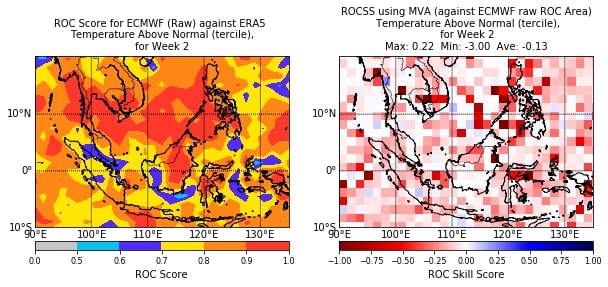 ROC Score for ECMWF (Raw) against ERA5
Temperature Above Normal (tercile),
for Week 2
10°N
0°
10°S
90°E 100°E 110°E 120°E 130°E
0.0 0.5 0.6 0.7 0.8 0.9 1.0
ROC Score
ROCSS using MVA (against ECMWF raw ROC Area)
Temperature Above Normal (tercile),
for Week 2
Max: 0.22 Min: -3.00 Ave: -0.13
10°N
0°
10°S
90°E 100°E 110°E 120°E 130°E
−1.00 −0.75 −0.50 −0.25 0.00 0.25 0.50 0.75 1.00
ROC Skill Score